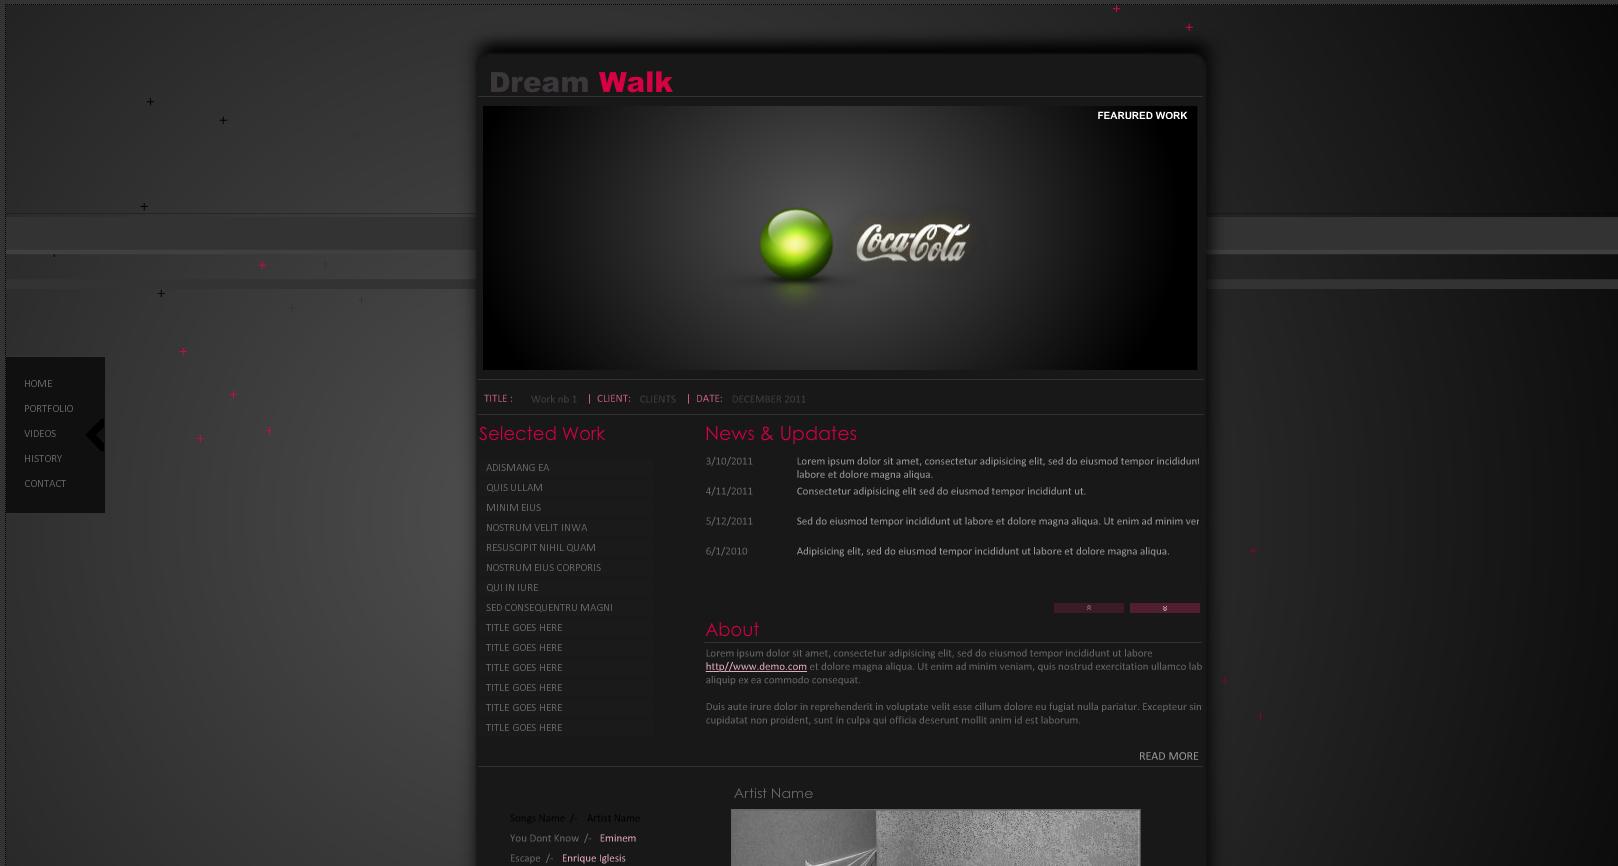 Dream Walk
FEARURED WORK
Coca-Cola
HOME
PORTFOLIO
VIDEOS
HISTORY
CONTACT
TITLE : Work nb 1 | CLIENT: CLIENTS | DATE: DECEMBER 2011
Selected Work
ADISMANG EA
QUIS ULLAM
MINIM EIUS
NOSTRUM VELIT INWA
RESUSCIPIT NIHIL QUAM
NOSTRUM EIUS CORPORIS
QUI IN IURE
SED CONSEQUENTRU MAGNI
TITLE GOES HERE
TITLE GOES HERE
TITLE GOES HERE
TITLE GOES HERE
TITLE GOES HERE
TITLE GOES HERE
News & Updates
3/10/2011 Lorem ipsum dolor sit amet, consectetur adipisicing elit, sed do eiusmod tempor incididunt
labore et dolore magna aliqua.
4/11/2011 Consectetur adipisicing elit sed do eiusmod tempor incididunt ut.
5/12/2011 Sed do eiusmod tempor incididunt ut labore et dolore magna aliqua. Ut enim ad minim ver
6/1/2010 Adipisicing elit, sed do eiusmod tempor incididunt ut labore et dolore magna aliqua.
About
Lorem ipsum dolor sit amet, consectetur adipisicing elit, sed do eiusmod tempor incididunt ut labore
http//www.demo.com et dolore magna aliqua. Ut enim ad minim veniam, quis nostrud exercitation ullamco lab
aliquip ex ea commodo consequat.
Duis aute irure dolor in reprehenderit in voluptate velit esse cillum dolore eu fugiat nulla pariatur. Excepteur sin
cupidatat non proident, sunt in culpa qui officia deserunt mollit anim id est laborum.
READ MORE
Artist Name
Songs Name /- Artist Name
You Dont Know /- Eminem
Escape /- Enrique Iglesis